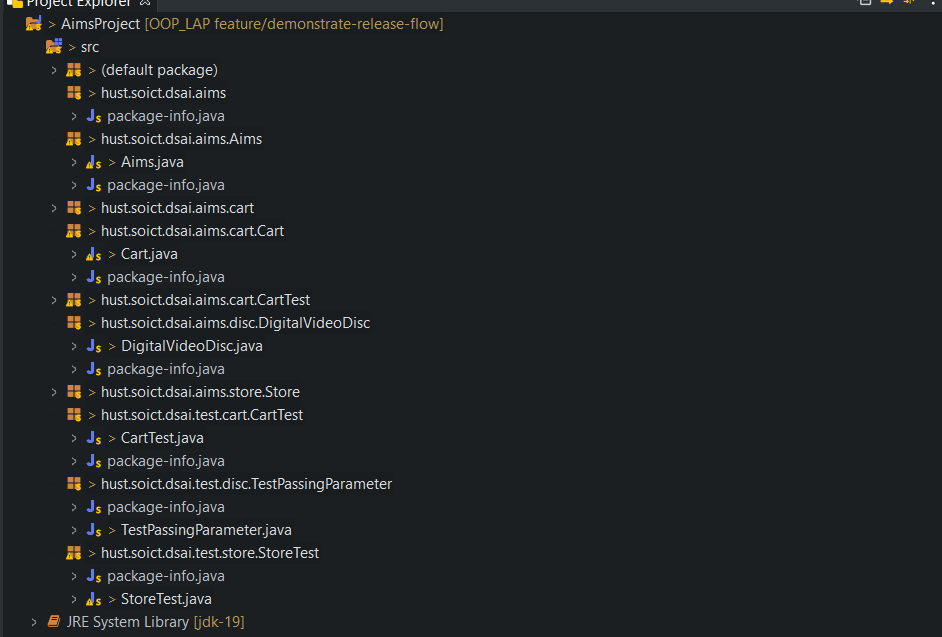 Project Explorer
> AimsProject [OOP_LAP feature/demonstrate-release-flow]
> src
> (default package)
> hust.soict.dsai.aims
package-info.java
> hust.soict.dsai.aims.Aims
> Aims.java
package-info.java
> hust.soict.dsai.aims.cart
> hust.soict.dsai.aims.cart.Cart
> Cart.java
package-info.java
> hust.soict.dsai.aims.cart.CartTest
> hust.soict.dsai.aims.disc.DigitalVideoDisc
> DigitalVideoDisc.java
package-info.java
> hust.soict.dsai.aims.store.Store
> hust.soict.dsai.test.cart.CartTest
> CartTest.java
package-info.java
> hust.soict.dsai.test.disc.TestPassingParameter
package-info.java
> TestPassingParameter.java
> hust.soict.dsai.test.store.StoreTest
package-info.java
> StoreTest.java
JRE System Library [jdk-19]